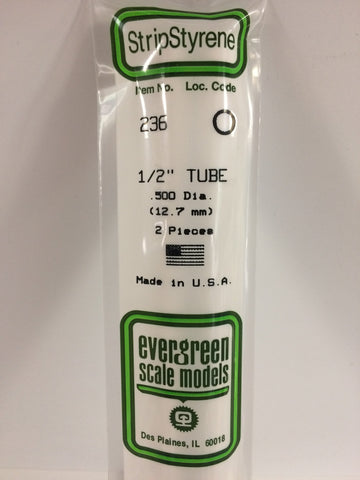 StripStyrene
Item No. Loc. Code
236
1/2" TUBE
.500 Dia.
(12.7 mm)
2 Pieces
Made in U.S.A.
evergreen
scale models
Des Plaines, IL 60018